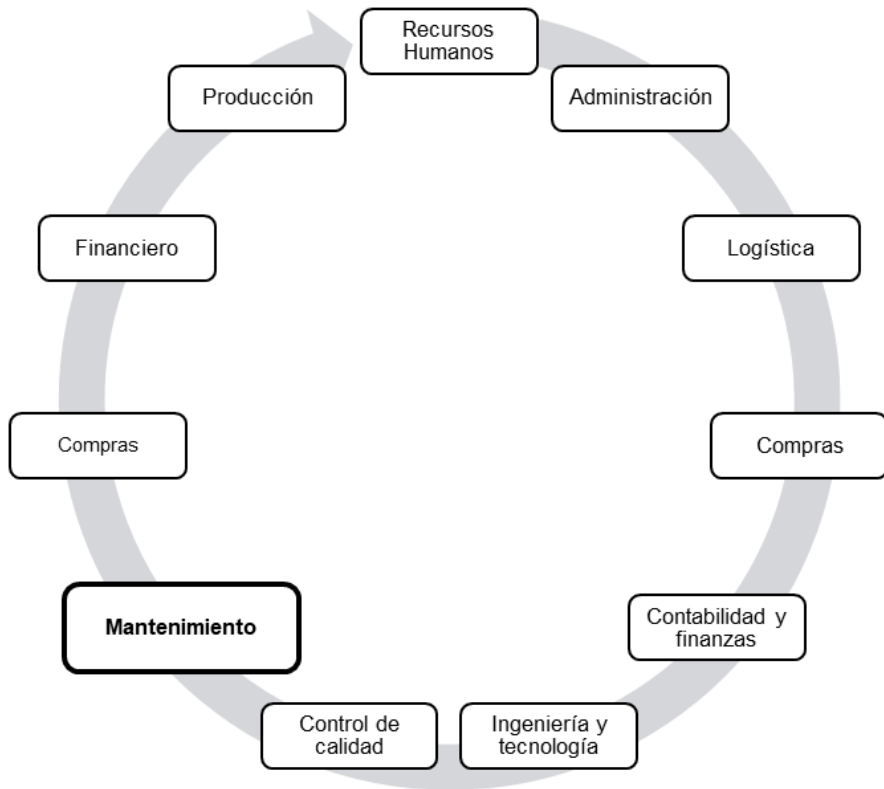 Recursos
Humanos
Administración
Logística
Compras
Contabilidad y
finanzas
Ingeniería y
tecnología
Control de
calidad
Mantenimiento
Compras
Financiero
Producción